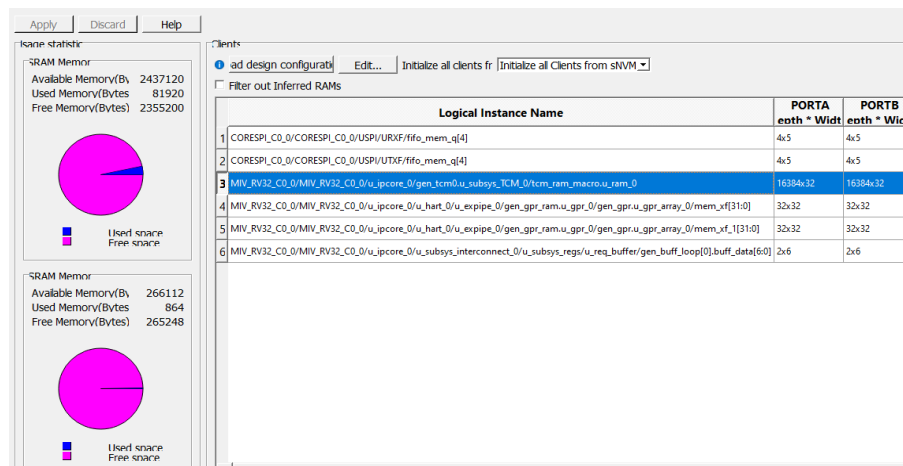 Apply Discard Help
Usage statistic
SRAM Memor
Available Memory(By 2437120
Used Memory(Bytes 81920
Free Memory(Bytes) 2355200
Used space
Free space
SRAM Memor
Available Memory(By 266112
Used Memory(Bytes 864
Free Memory(Bytes) 265248
Used space
Free space
Clients
ad design configurati Edit... Initialize all clients fr Initialize all Clients from sNVM
Filter out Inferred RAMs
Logical Instance Name PORTA epth * Widt PORTB epth * Wid
1 CORESPI_C0_0/CORESPI_C0_0/USPI/URXF/fifo_mem_q[4] 4x5 4x5
2 CORESPI_C0_0/CORESPI_C0_0/USPI/UTXF/fifo_mem_q[4] 4x5 4x5
3 MIV_RV32_C0_0/MIV_RV32_C0_0/u_ipcore_0/gen_tcm0.u_subsys_TCM_0/tcm_ram_macro.u_ram_0 16384x32 16384x32
4 MIV_RV32_C0_0/MIV_RV32_C0_0/u_ipcore_0/u_hart_0/u_expipe_0/gen_gpr_ram.u_gpr_0/gen_gpr.u_gpr_array_0/mem_xf[31:0] 32x32 32x32
5 MIV_RV32_C0_0/MIV_RV32_C0_0/u_ipcore_0/u_hart_0/u_expipe_0/gen_gpr_ram.u_gpr_0/gen_gpr.u_gpr_array_0/mem_xf_1[31:0] 32x32 32x32
6 MIV_RV32_C0_0/MIV_RV32_C0_0/u_ipcore_0/u_subsys_interconnect_0/u_subsys_regs/u_req_buffer/gen_buff_loop[0].buff_data[6:0] 2x6 2x6